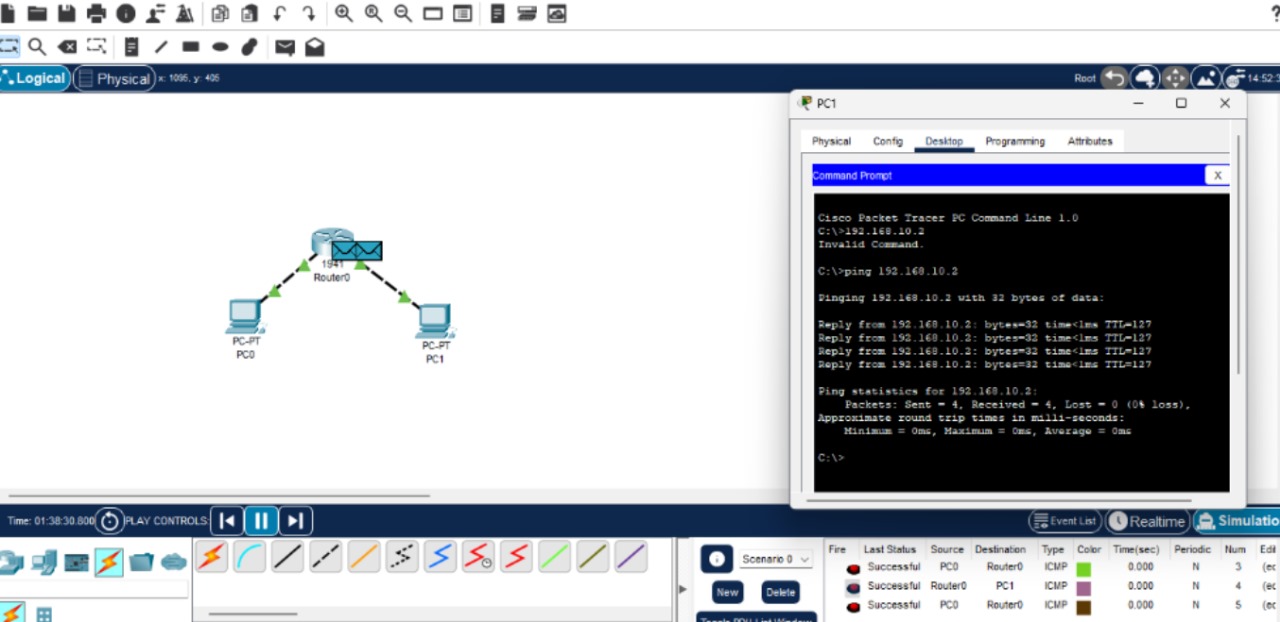 Logical
Physical
x: 1095, y: 405
Root
14:52:3
PC1
Physical Config Desktop Programming Attributes
Command Prompt
X
Cisco Packet Tracer PC Command Line 1.0
C:\>192.168.10.2
Invalid Command.
C:\>ping 192.168.10.2
Pinging 192.168.10.2 with 32 bytes of data:
Reply from 192.168.10.2: bytes=32 time<1ms TTL=127
Reply from 192.168.10.2: bytes=32 time<1ms TTL=127
Reply from 192.168.10.2: bytes=32 time<1ms TTL=127
Reply from 192.168.10.2: bytes=32 time<1ms TTL=127
Ping statistics for 192.168.10.2:
Packets: Sent = 4, Received = 4, Lost = 0 (0% loss),
Approximate round trip times in milli-seconds:
Minimum = 0ms, Maximum = 0ms, Average = 0ms
C:\>
1941
Router0
PC-PT
PC0
PC-PT
PC1
Time: 01:38:30.800
PLAY CONTROLS:
Event List
Realtime
Simulatio
Scenario 0
New
Delete
Toggle PDU List Window
Fire Last Status Source Destination Type Color Time(sec) Periodic Num Edi
Successful PC0 Router0 ICMP 0.000 N 3 (ec
Successful Router0 PC1 ICMP 0.000 N 4 (ec
Successful PC0 Router0 ICMP 0.000 N 5 (ec